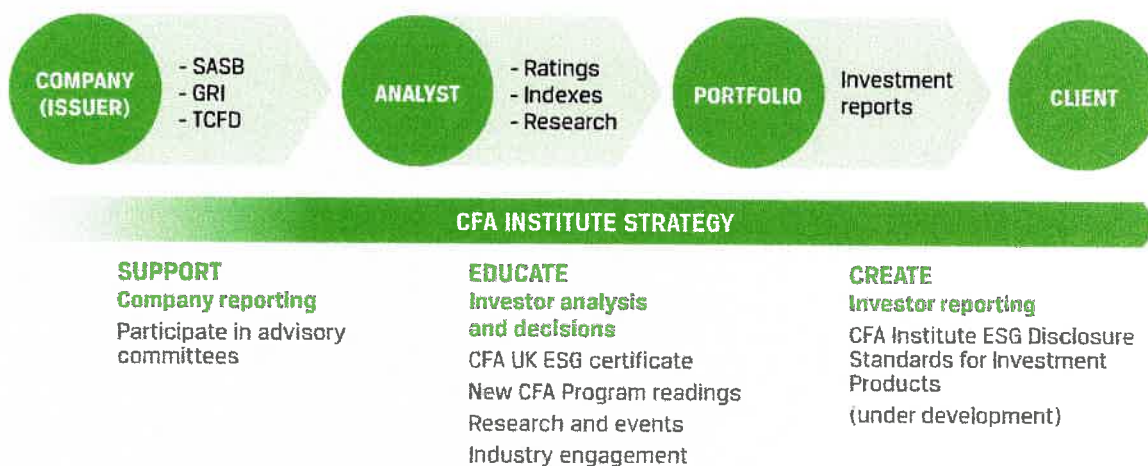 COMPANY
(ISSUER)
- SASB
- GRI
- TCFD
ANALYST
- Ratings
- Indexes
- Research
PORTFOLIO
Investment
reports
CLIENT
CFA INSTITUTE STRATEGY
SUPPORT
Company reporting
Participate in advisory
committees
EDUCATE
Investor analysis
and decisions
CFA UK ESG certificate
New CFA Program readings
Research and events
Industry engagement
CREATE
Investor reporting
CFA Institute ESG Disclosure
Standards for Investment
Products
(under development)